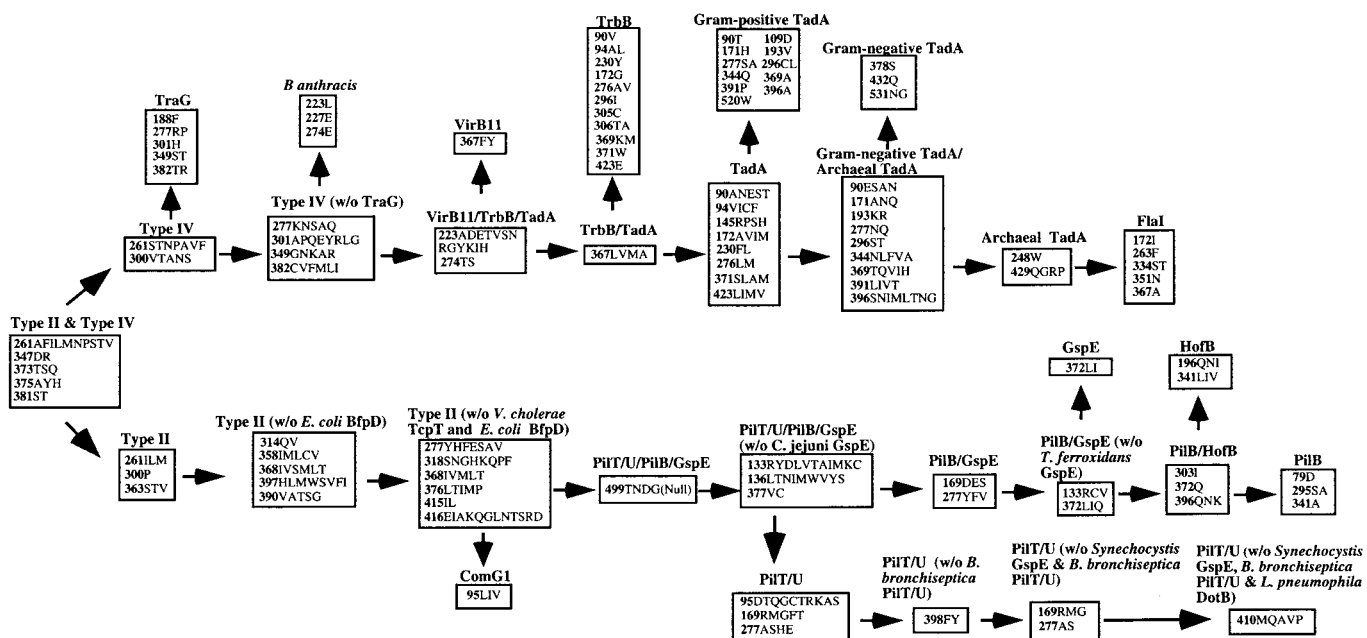 TraG
188F
277RP
301H
349ST
382TR
B anthracis
223L
227E
274E
VirB11
367FY
TrbB
90V
94AL
230Y
172G
276AV
296I
305C
306TA
369KM
371W
423E
Gram-positive TadA
90T 109D
171H 193V
277SA 296CL
344Q 369A
391P 396A
520W
Gram-negative TadA
378S
432Q
531NG
Type IV
261STNPAVF
300VTANS
Type IV (w/o TraG)
277KNSAQ
301APQEYRLG
349GNKAR
382CVFMLI
VirB11/TrbB/TadA
223ADETVSN
RGYKIH
274TS
TrbB/TadA
367LVMA
TadA
90ANEST
94VICF
145RPSH
172AVIM
230FL
276LM
371SLAM
423LIMV
Gram-negative TadA/
Archaeal TadA
90ESAN
171ANQ
193KR
277NQ
296ST
344NLFVA
369TQVIH
391LIVT
396SNIMLTNG
Archaeal TadA
248W
429QGRP
FlaI
172I
263F
334ST
351N
367A
Type II & Type IV
261AFILMNPSTV
347DR
373TSQ
375AYH
381ST
Type II
261ILM
300P
363STV
Type II (w/o E. coli BfpD)
314QV
358IMLCV
368IVSMLT
397HLMWSVFI
390VATSG
Type II (w/o V. cholerae
TcpT and E. coli BfpD)
277YHFESAV
318SNGHKQPF
368IVMLT
376LTIMP
415IL
416EIAKQGLNTSRD
ComG1
95LIV
PilT/U/PilB/GspE
499TNDG(Null)
PilT/U/PilB/GspE
(w/o C. jejuni GspE)
133RYDLVTAIMKC
136LTNIMWVYS
377VC
PilB/GspE
169DES
277YFV
GspE
372LI
PilB/GspE (w/o
T. ferroxidans
GspE)
133RCV
372LIQ
HofB
196QNI
341LIV
PilB/HofB
303I
372Q
396QNK
PilB
79D
295SA
341A
PilT/U
95DTQGCTRKAS
169RMGFT
277ASHE
PilT/U (w/o B.
bronchiseptica
PilT/U)
398FY
PilT/U (w/o Synechocystis
GspE & B. bronchiseptica
PilT/U)
169RMG
277AS
PilT/U (w/o Synechocystis
GspE, B. bronchiseptica
PilT/U & L. pneumophila
DotB)
410MQAVP